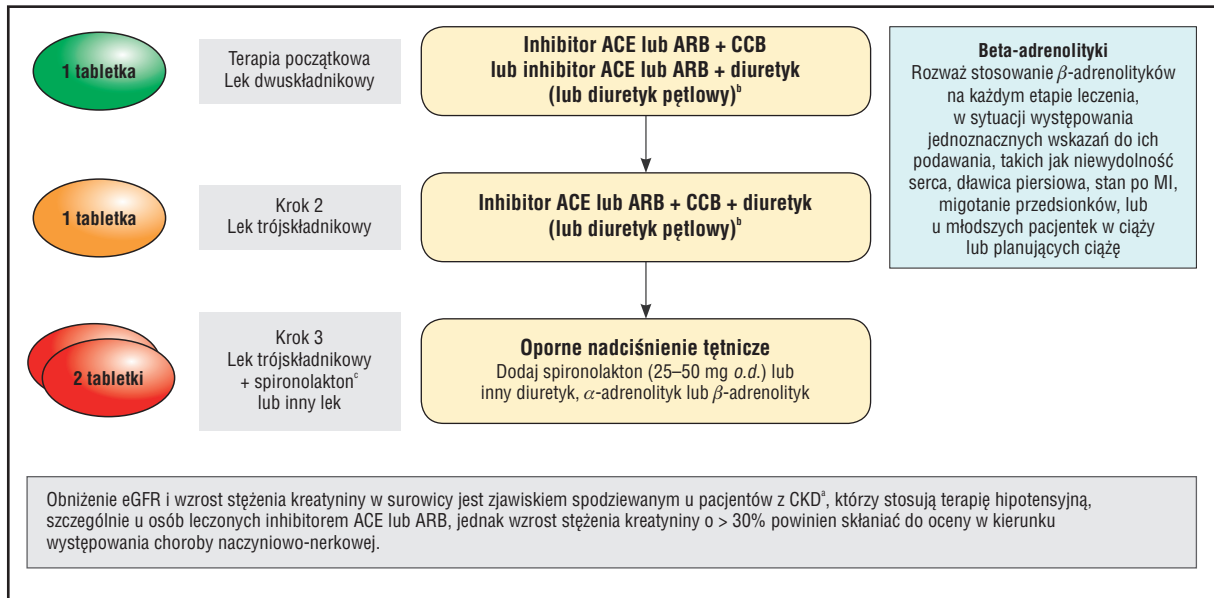 1 tabletka
Terapia początkowa
Lek dwuskładnikowy
Inhibitor ACE lub ARB + CCB
lub inhibitor ACE lub ARB + diuretyk
(lub diuretyk pętlowy)ᵇ
Beta-adrenolityki
Rozważ stosowanie β-adrenolityków
na każdym etapie leczenia,
w sytuacji występowania
jednoznacznych wskazań do ich
podawania, takich jak niewydolność
serca, dławica piersiowa, stan po MI,
migotanie przedsionków, lub
u młodszych pacjentek w ciąży
lub planujących ciążę
1 tabletka
Krok 2
Lek trójskładnikowy
Inhibitor ACE lub ARB + CCB + diuretyk
(lub diuretyk pętlowy)ᵇ
2 tabletki
Krok 3
Lek trójskładnikowy
+ spironolaktonᶜ
lub inny lek
Oporne nadciśnienie tętnicze
Dodaj spironolakton (25–50 mg o.d.) lub
inny diuretyk, α-adrenolityk lub β-adrenolityk
Obniżenie eGFR i wzrost stężenia kreatyniny w surowicy jest zjawiskiem spodziewanym u pacjentów z CKDᵃ, którzy stosują terapię hipotensyjną,
szczególnie u osób leczonych inhibitorem ACE lub ARB, jednak wzrost stężenia kreatyniny o > 30% powinien skłaniać do oceny w kierunku
występowania choroby naczyniowo-nerkowej.